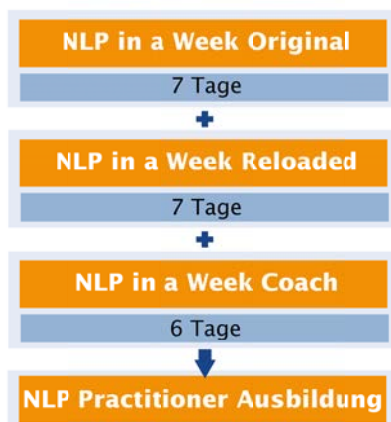 NLP in a Week Original
7 Tage
+
NLP in a Week Reloaded
7 Tage
+
NLP in a Week Coach
6 Tage
NLP Practitioner Ausbildung